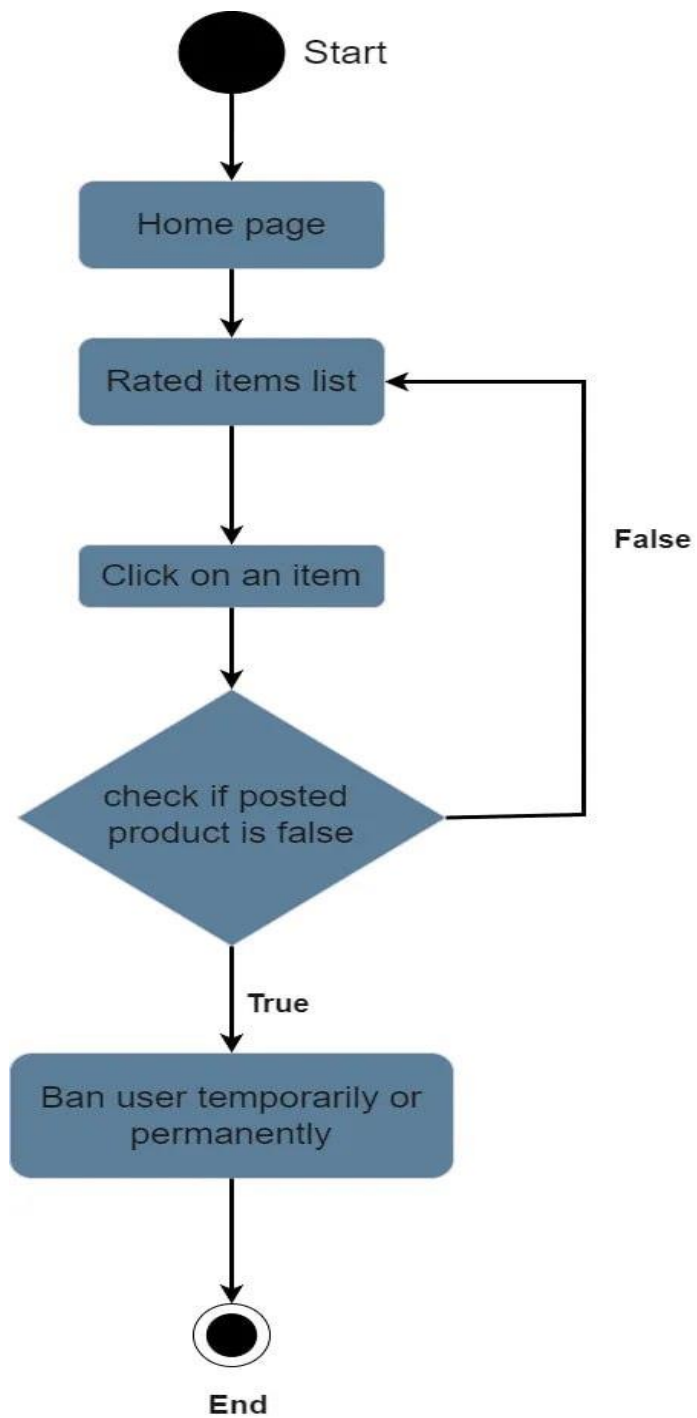 Start
Home page
Rated items list
False
Click on an item
check if posted
product is false
True
Ban user temporarily or
permanently
End